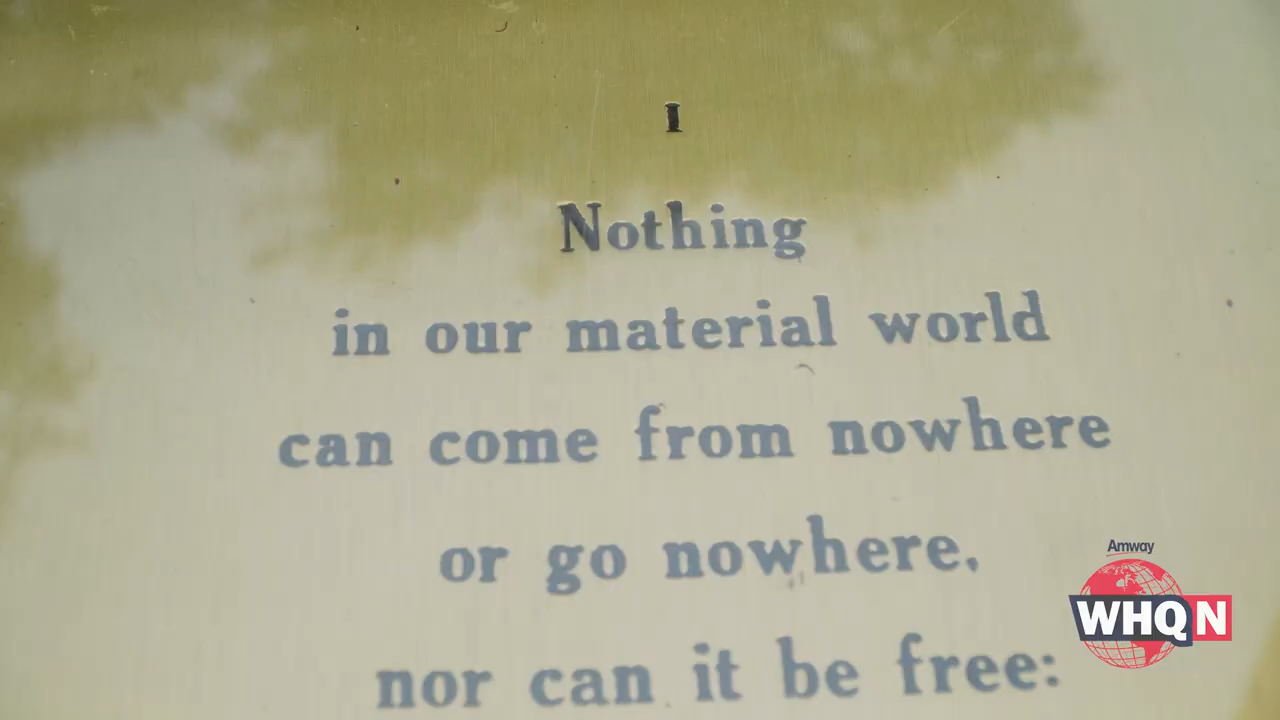 I
Nothing
in our material world
can come from nowhere
or go nowhere,
nor can it be free:
Amway
WHQN